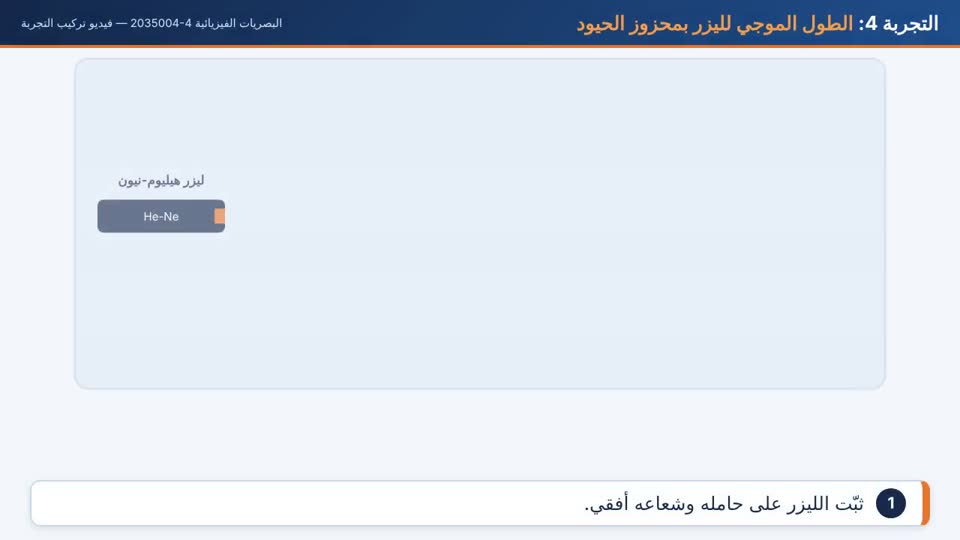 التجربة 4: الطول الموجي لليزر بمحزوز الحيود
البصريات الفيزيائية 4-2035004 — فيديو تركيب التجربة
ليزر هيليوم-نيون
He-Ne
1 ثبّت الليزر على حامله وشعاعه أفقي.